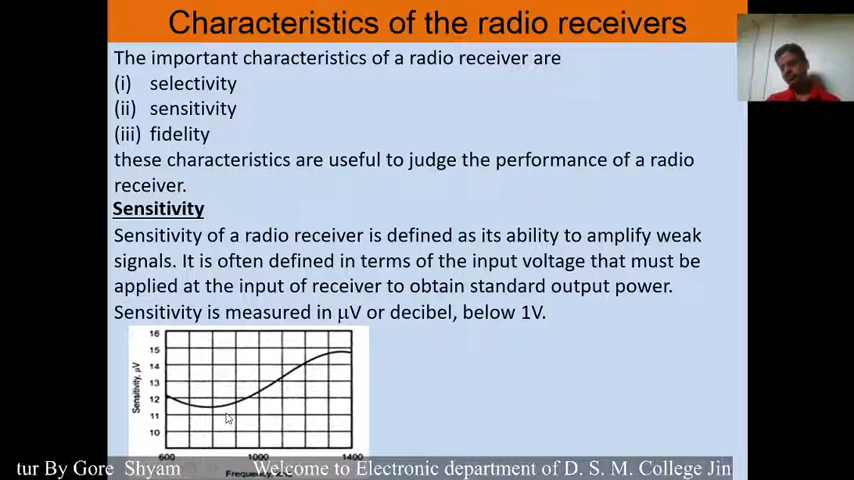 Characteristics of the radio receivers
The important characteristics of a radio receiver are
(i) selectivity
(ii) sensitivity
(iii) fidelity
these characteristics are useful to judge the performance of a radio
receiver.
Sensitivity
Sensitivity of a radio receiver is defined as its ability to amplify weak
signals. It is often defined in terms of the input voltage that must be
applied at the input of receiver to obtain standard output power.
Sensitivity is measured in µV or decibel, below 1V.
Sensitivity, µV
16
15
14
13
12
11
10
600 1000 1400
Frequency,
tur By Gore Shyam Welcome to Electronic department of D. S. M. College Jin